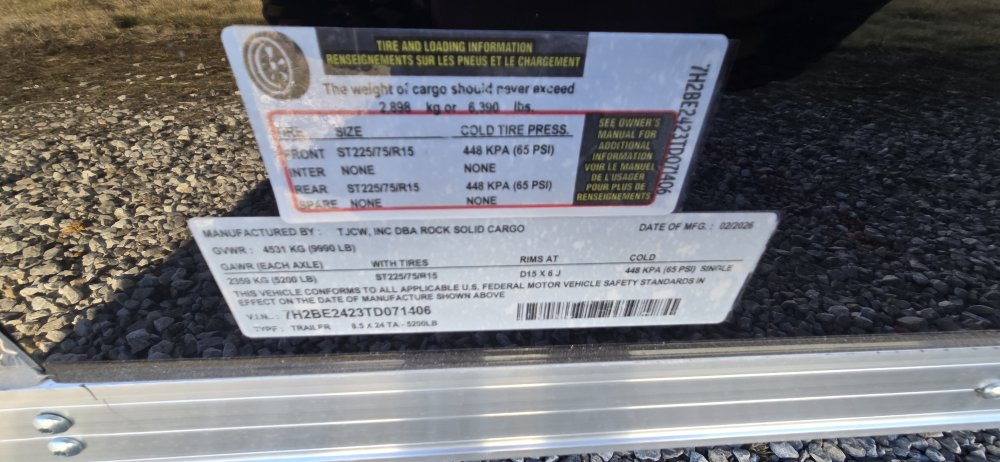 TIRE AND LOADING INFORMATION
RENSEIGNEMENTS SUR LES PNEUS ET LE CHARGEMENT
The weight of cargo should never exceed
2,898 kg or 6,390 lbs.
TIRE SIZE COLD TIRE PRESS.
FRONT ST225/75/R15 448 KPA (65 PSI)
INTER NONE NONE
REAR ST225/75/R15 448 KPA (65 PSI)
SPARE NONE NONE
SEE OWNER'S
MANUAL FOR
ADDITIONAL
INFORMATION
VOIR LE MANUEL
DE L'USAGER
POUR PLUS DE
RENSEIGNEMENTS
7H2BE2423TD071406
MANUFACTURED BY : TJCW, INC DBA ROCK SOLID CARGO DATE OF MFG. : 02/2026
GVWR : 4531 KG (9990 LB)
GAWR (EACH AXLE) WITH TIRES RIMS AT COLD
2359 KG (5200 LB) ST225/75/R15 D15 X 6 J 448 KPA (65 PSI) SINGLE
THIS VEHICLE CONFORMS TO ALL APPLICABLE U.S. FEDERAL MOTOR VEHICLE SAFETY STANDARDS IN
EFFECT ON THE DATE OF MANUFACTURE SHOWN ABOVE
V.I.N. : 7H2BE2423TD071406
TYPE : TRAILER 8.5 X 24 TA - 5200LB